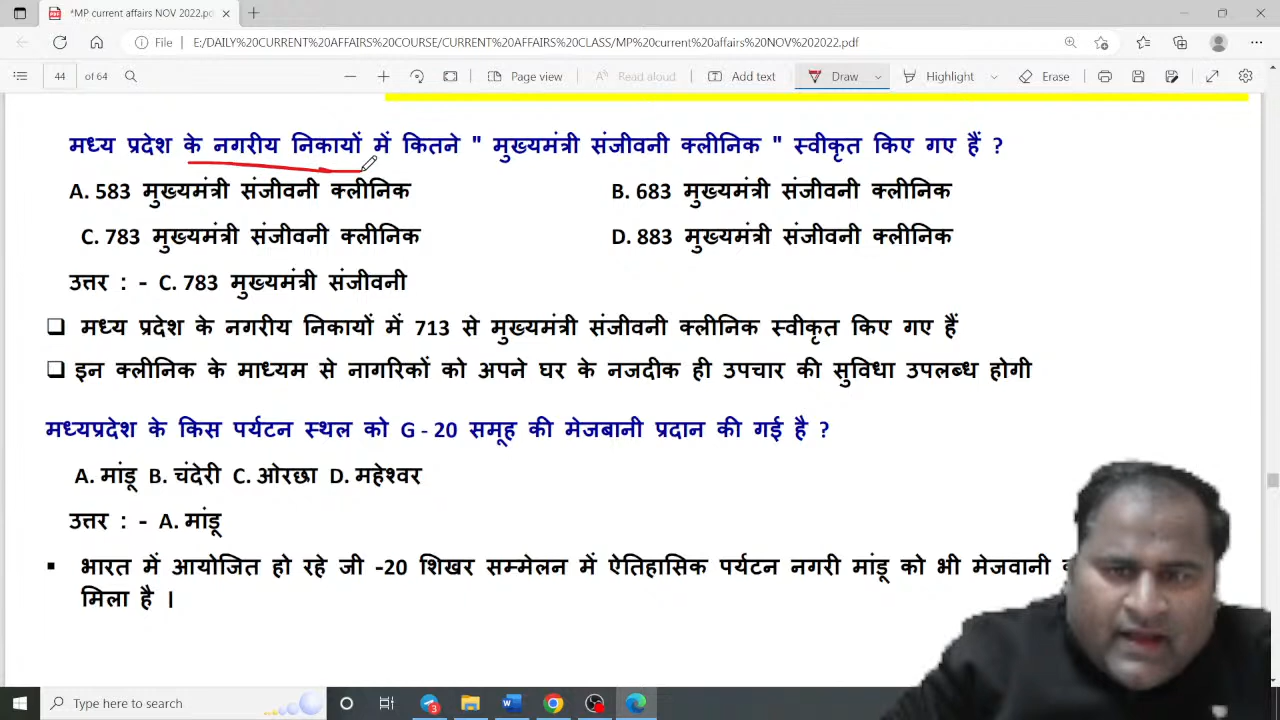 *MP current affairs NOV 2022.pd
File E:/DAILY%20CURRENT%20AFFAIRS%20COURSE/CURRENT%20AFFAIRS%20CLASS/MP%20current%20affairs%20NOV%202022.pdf
44 of 64 Page view Read aloud Add text Draw Highlight Erase
मध्य प्रदेश के नगरीय निकायों में कितने " मुख्यमंत्री संजीवनी क्लीनिक " स्वीकृत किए गए हैं ?
A. 583 मुख्यमंत्री संजीवनी क्लीनिक B. 683 मुख्यमंत्री संजीवनी क्लीनिक
C. 783 मुख्यमंत्री संजीवनी क्लीनिक D. 883 मुख्यमंत्री संजीवनी क्लीनिक
उत्तर : - C. 783 मुख्यमंत्री संजीवनी
मध्य प्रदेश के नगरीय निकायों में 713 से मुख्यमंत्री संजीवनी क्लीनिक स्वीकृत किए गए हैं
इन क्लीनिक के माध्यम से नागरिकों को अपने घर के नजदीक ही उपचार की सुविधा उपलब्ध होगी
मध्यप्रदेश के किस पर्यटन स्थल को G - 20 समूह की मेजबानी प्रदान की गई है ?
A. मांडू B. चंदेरी C. ओरछा D. महेश्वर
उत्तर : - A. मांडू
भारत में आयोजित हो रहे जी -20 शिखर सम्मेलन में ऐतिहासिक पर्यटन नगरी मांडू को भी मेजवानी
मिला है ।
Type here to search 3